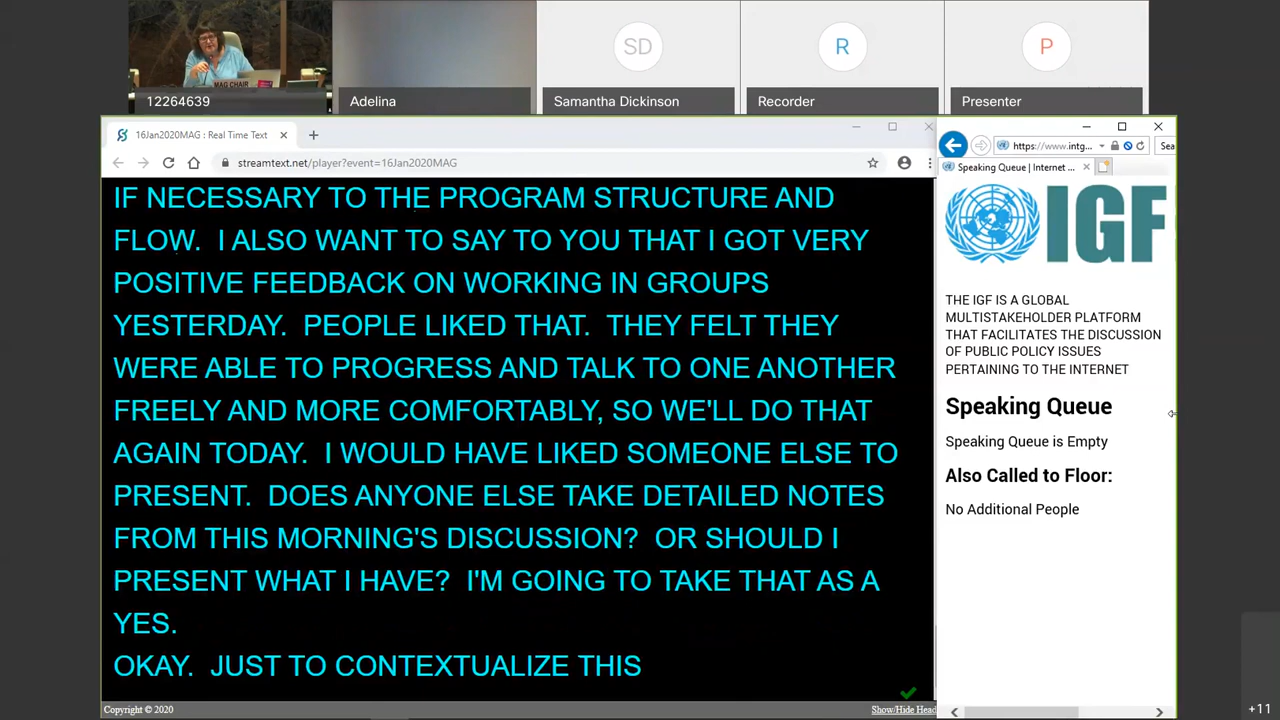 MAG CHAIR
SD
R
P
12264639
Adelina
Samantha Dickinson
Recorder
Presenter
16Jan2020MAG : Real Time Text
streamtext.net/player?event=16Jan2020MAG
IF NECESSARY TO THE PROGRAM STRUCTURE AND
FLOW.  I ALSO WANT TO SAY TO YOU THAT I GOT VERY
POSITIVE FEEDBACK ON WORKING IN GROUPS
YESTERDAY.  PEOPLE LIKED THAT.  THEY FELT THEY
WERE ABLE TO PROGRESS AND TALK TO ONE ANOTHER
FREELY AND MORE COMFORTABLY, SO WE'LL DO THAT
AGAIN TODAY.  I WOULD HAVE LIKED SOMEONE ELSE TO
PRESENT.  DOES ANYONE ELSE TAKE DETAILED NOTES
FROM THIS MORNING'S DISCUSSION?  OR SHOULD I
PRESENT WHAT I HAVE?  I'M GOING TO TAKE THAT AS A
YES.
OKAY.  JUST TO CONTEXTUALIZE THIS
Copyright © 2020
Show/Hide Head
https://www.intg...
Sea
Speaking Queue | Internet ...
IGF
THE IGF IS A GLOBAL
MULTISTAKEHOLDER PLATFORM
THAT FACILITATES THE DISCUSSION
OF PUBLIC POLICY ISSUES
PERTAINING TO THE INTERNET
Speaking Queue
Speaking Queue is Empty
Also Called to Floor:
No Additional People
+11